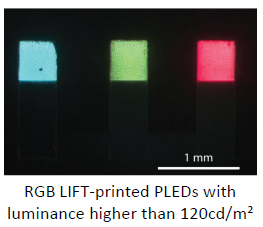 1 mm
RGB LIFT-printed PLEDs with
luminance higher than 120cd/m²